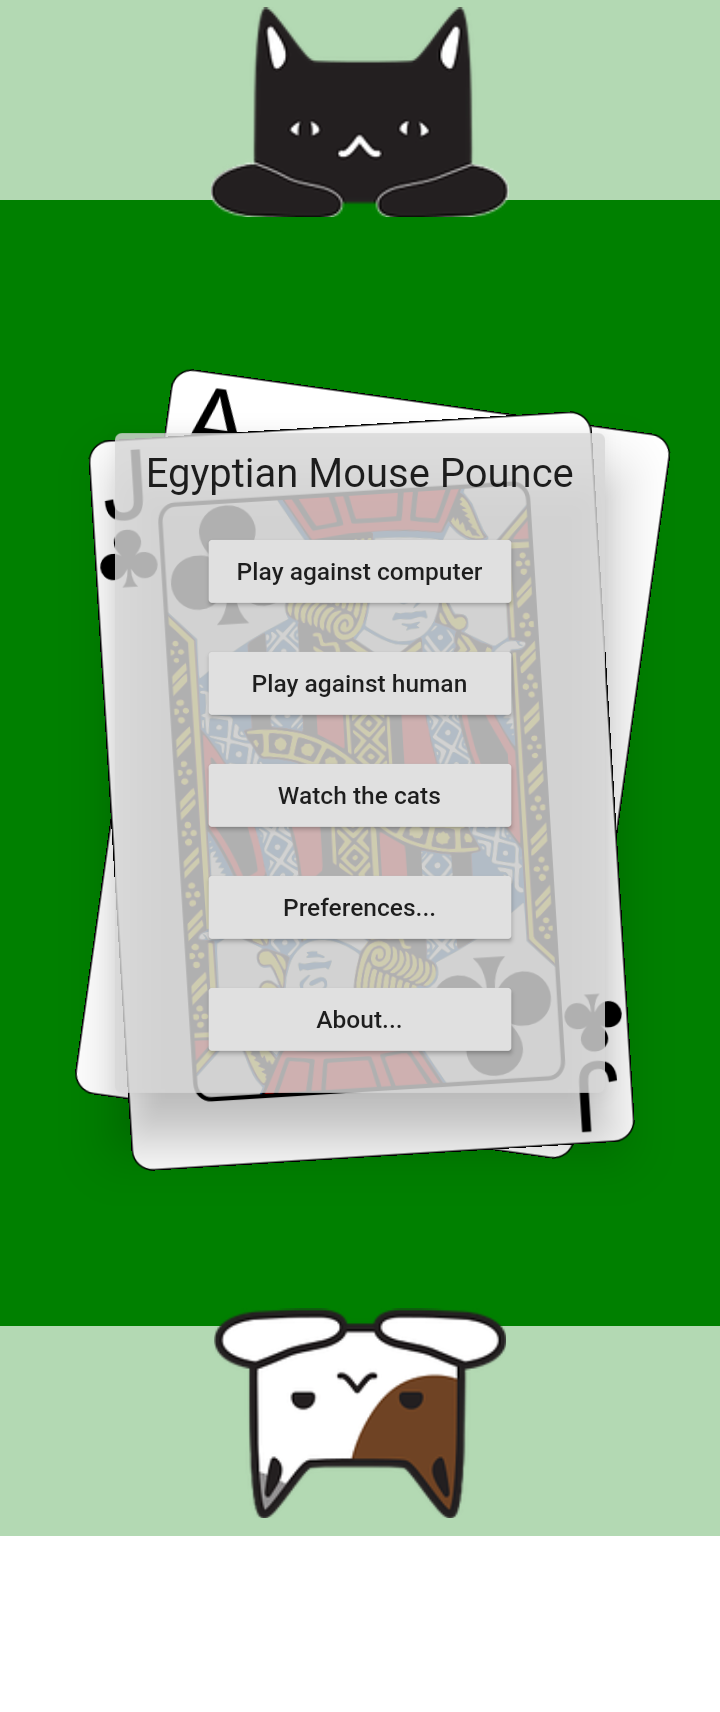 A
J
Egyptian Mouse Pounce
Play against computer
Play against human
Watch the cats
Preferences...
About...
J